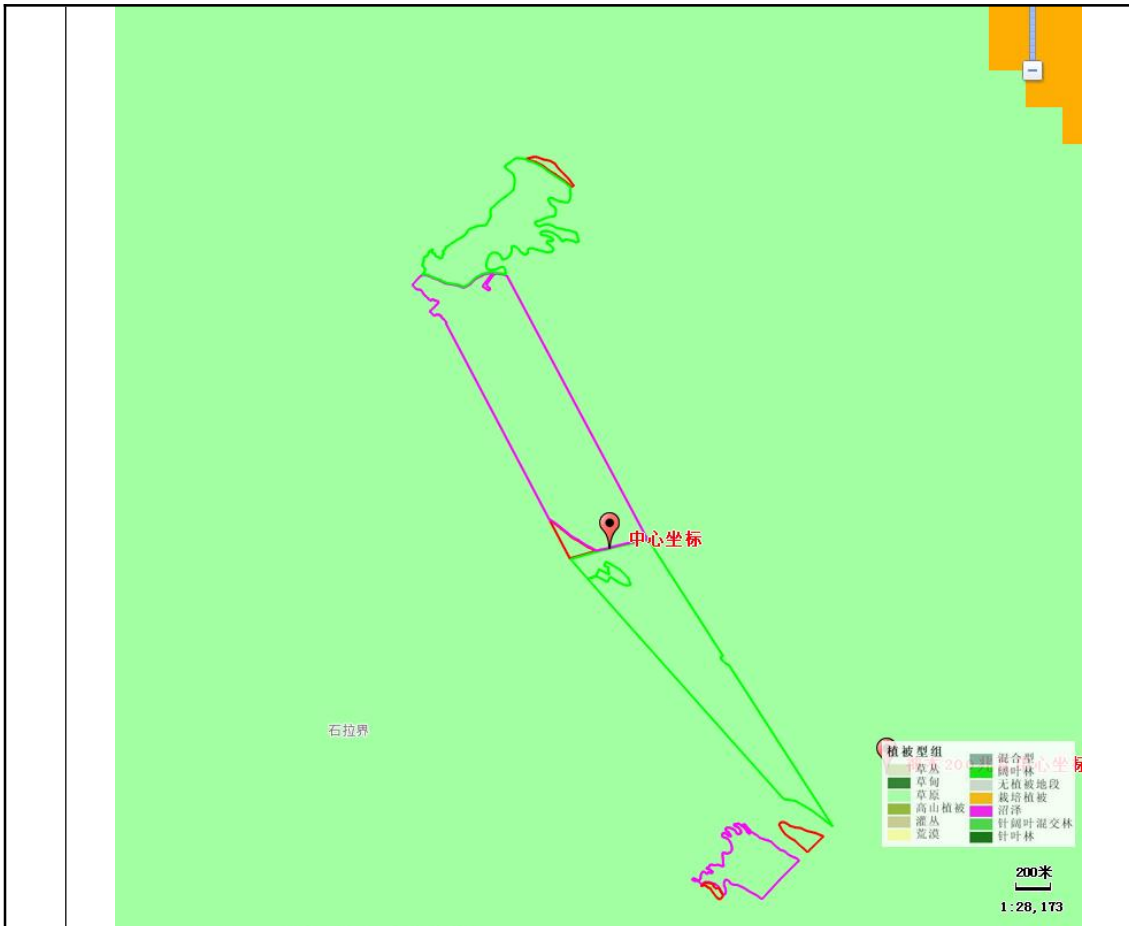 中心坐标
石拉界
植被型组
草丛
草甸
草原
高山植被
灌丛
荒漠
混合型
阔叶林
无植被地段
栽培植被
沼泽
针阔叶混交林
针叶林
200米
1:28,173